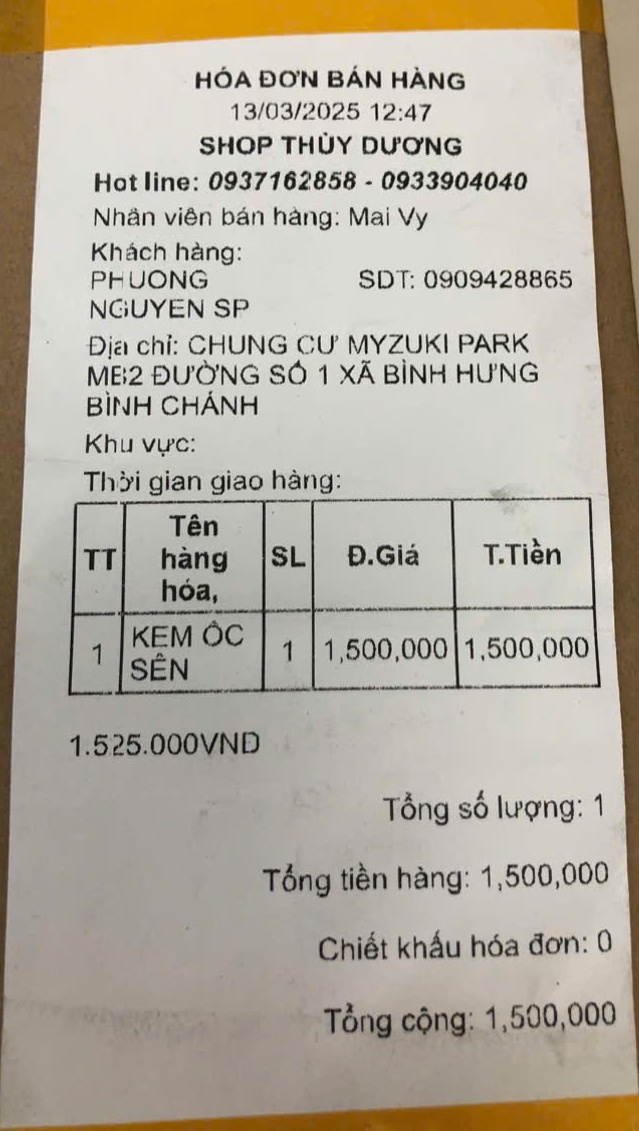 HÓA ĐƠN BÁN HÀNG
13/03/2025 12:47
SHOP THÙY DƯƠNG
Hot line: 0937162858 - 0933904040
Nhân viên bán hàng: Mai Vy
Khách hàng:
PHUONG SDT: 0909428865
NGUYEN SP
Địa chỉ: CHUNG CƯ MYZUKI PARK
MB2 ĐƯỜNG SỐ 1 XÃ BÌNH HƯNG
BÌNH CHÁNH
Khu vực:
Thời gian giao hàng:
TT Tên hàng hóa, SL Đ.Giá T.Tiền
1 KEM ỐC SÊN 1 1,500,000 1,500,000
1.525.000VND
Tổng số lượng: 1
Tổng tiền hàng: 1,500,000
Chiết khấu hóa đơn: 0
Tổng cộng: 1,500,000